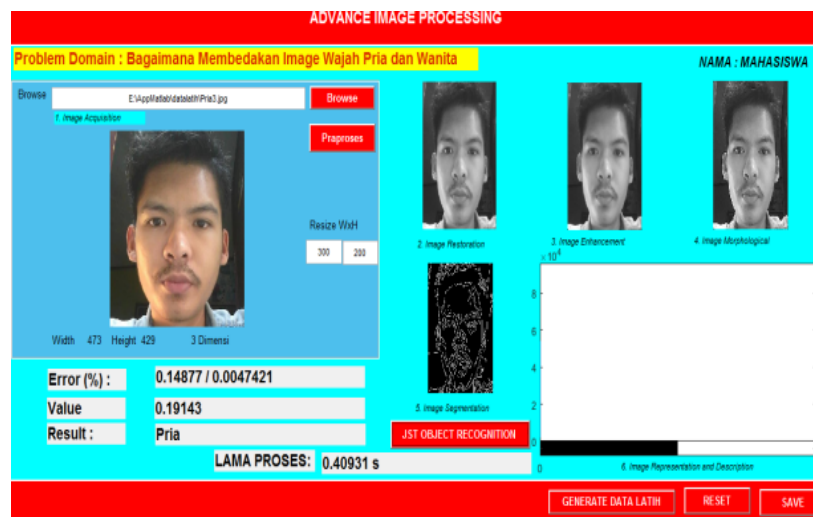 ADVANCE IMAGE PROCESSING
Problem Domain : Bagaimana Membedakan Image Wajah Pria dan Wanita
NAMA : MAHASISWA
Browse
E:\AppMatlab\datalatih\Pria3.jpg
Browse
1. Image Acquisition
Praproses
Resize WxH
300 200
Width 473 Height 429 3 Dimensi
2. Image Restoration
3. Image Enhancement
4. Image Morphological
×10⁴
8
6
4
2
0
0
5. Image Segmentation
6. Image Representation and Description
Error (%) : 0.14877 / 0.0047421
Value 0.19143
Result : Pria
JST OBJECT RECOGNITION
LAMA PROSES: 0.40931 s
GENERATE DATA LATIH
RESET
SAVE